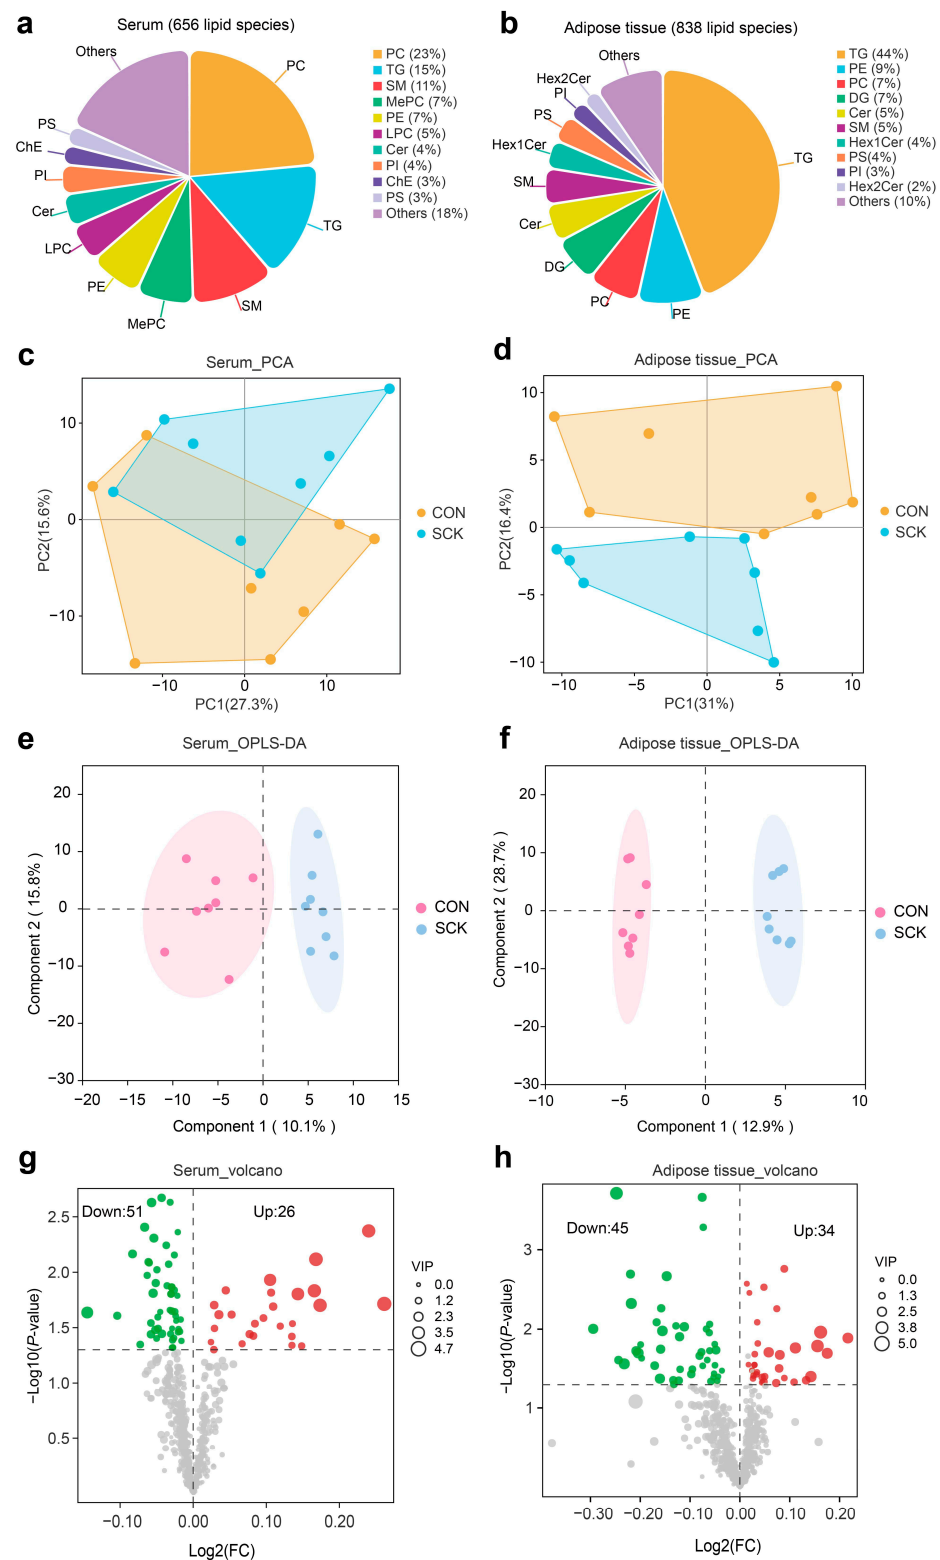 a
Serum (656 lipid species)
Others
PC
PS
ChE
PI
Cer
LPC
PE
MePC
SM
TG
PC (23%)
TG (15%)
SM (11%)
MePC (7%)
PE (7%)
LPC (5%)
Cer (4%)
PI (4%)
ChE (3%)
PS (3%)
Others (18%)
b
Adipose tissue (838 lipid species)
Others
Hex2Cer
PI
PS
Hex1Cer
SM
Cer
DG
PC
PE
TG
TG (44%)
PE (9%)
PC (7%)
DG (7%)
Cer (5%)
SM (5%)
Hex1Cer (4%)
PS(4%)
PI (3%)
Hex2Cer (2%)
Others (10%)
c
Serum_PCA
PC2(15.6%)
10
0
−10
−10
0
10
PC1(27.3%)
CON
SCK
d
Adipose tissue_PCA
PC2(16.4%)
10
5
0
−5
−10
−10
−5
0
5
10
PC1(31%)
CON
SCK
e
Serum_OPLS-DA
Component 2 ( 15.8% )
20
10
0
−10
−20
−30
−20
−15
−10
−5
0
5
10
15
Component 1 ( 10.1% )
CON
SCK
f
Adipose tissue_OPLS-DA
Component 2 ( 28.7% )
20
10
0
−10
−20
−30
−10
−5
0
5
10
Component 1 ( 12.9% )
CON
SCK
g
Serum_volcano
Down:51
Up:26
−Log10(P-value)
2.5
2.0
1.5
1.0
0.5
−0.10
0.00
0.10
0.20
Log2(FC)
VIP
0.0
1.2
2.3
3.5
4.7
h
Adipose tissue_volcano
Down:45
Up:34
−Log10(P-value)
3
2
1
−0.30
−0.20
−0.10
0.00
0.10
0.20
Log2(FC)
VIP
0.0
1.3
2.5
3.8
5.0